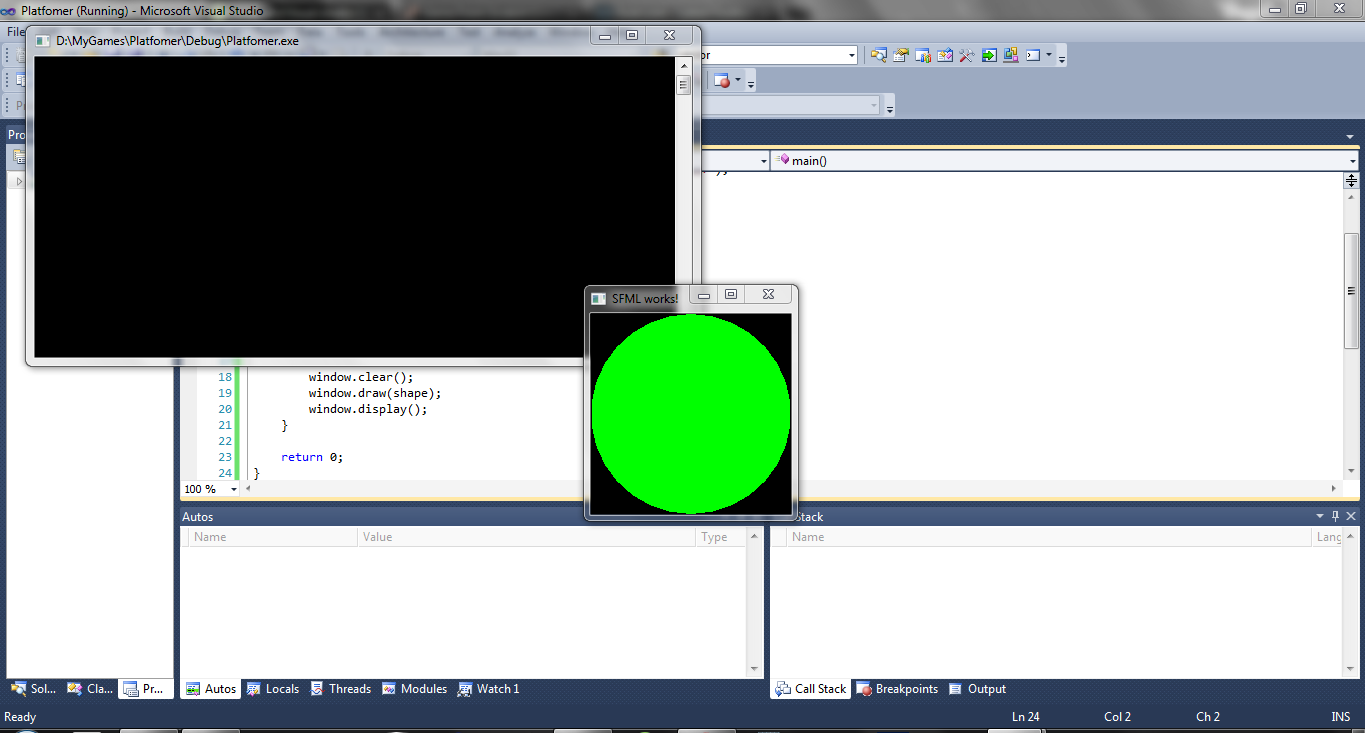 Platfomer (Running) - Microsoft Visual Studio
File
D:\MyGames\Platfomer\Debug\Platfomer.exe
Pro
main()
SFML works!
18 window.clear();
19 window.draw(shape);
20 window.display();
21 }
22
23 return 0;
24 }
100 %
Autos
Stack
Name Value Type
Name Lang
Sol... Cla... Pr... Autos Locals Threads Modules Watch 1 Call Stack Breakpoints Output
Ready Ln 24 Col 2 Ch 2 INS